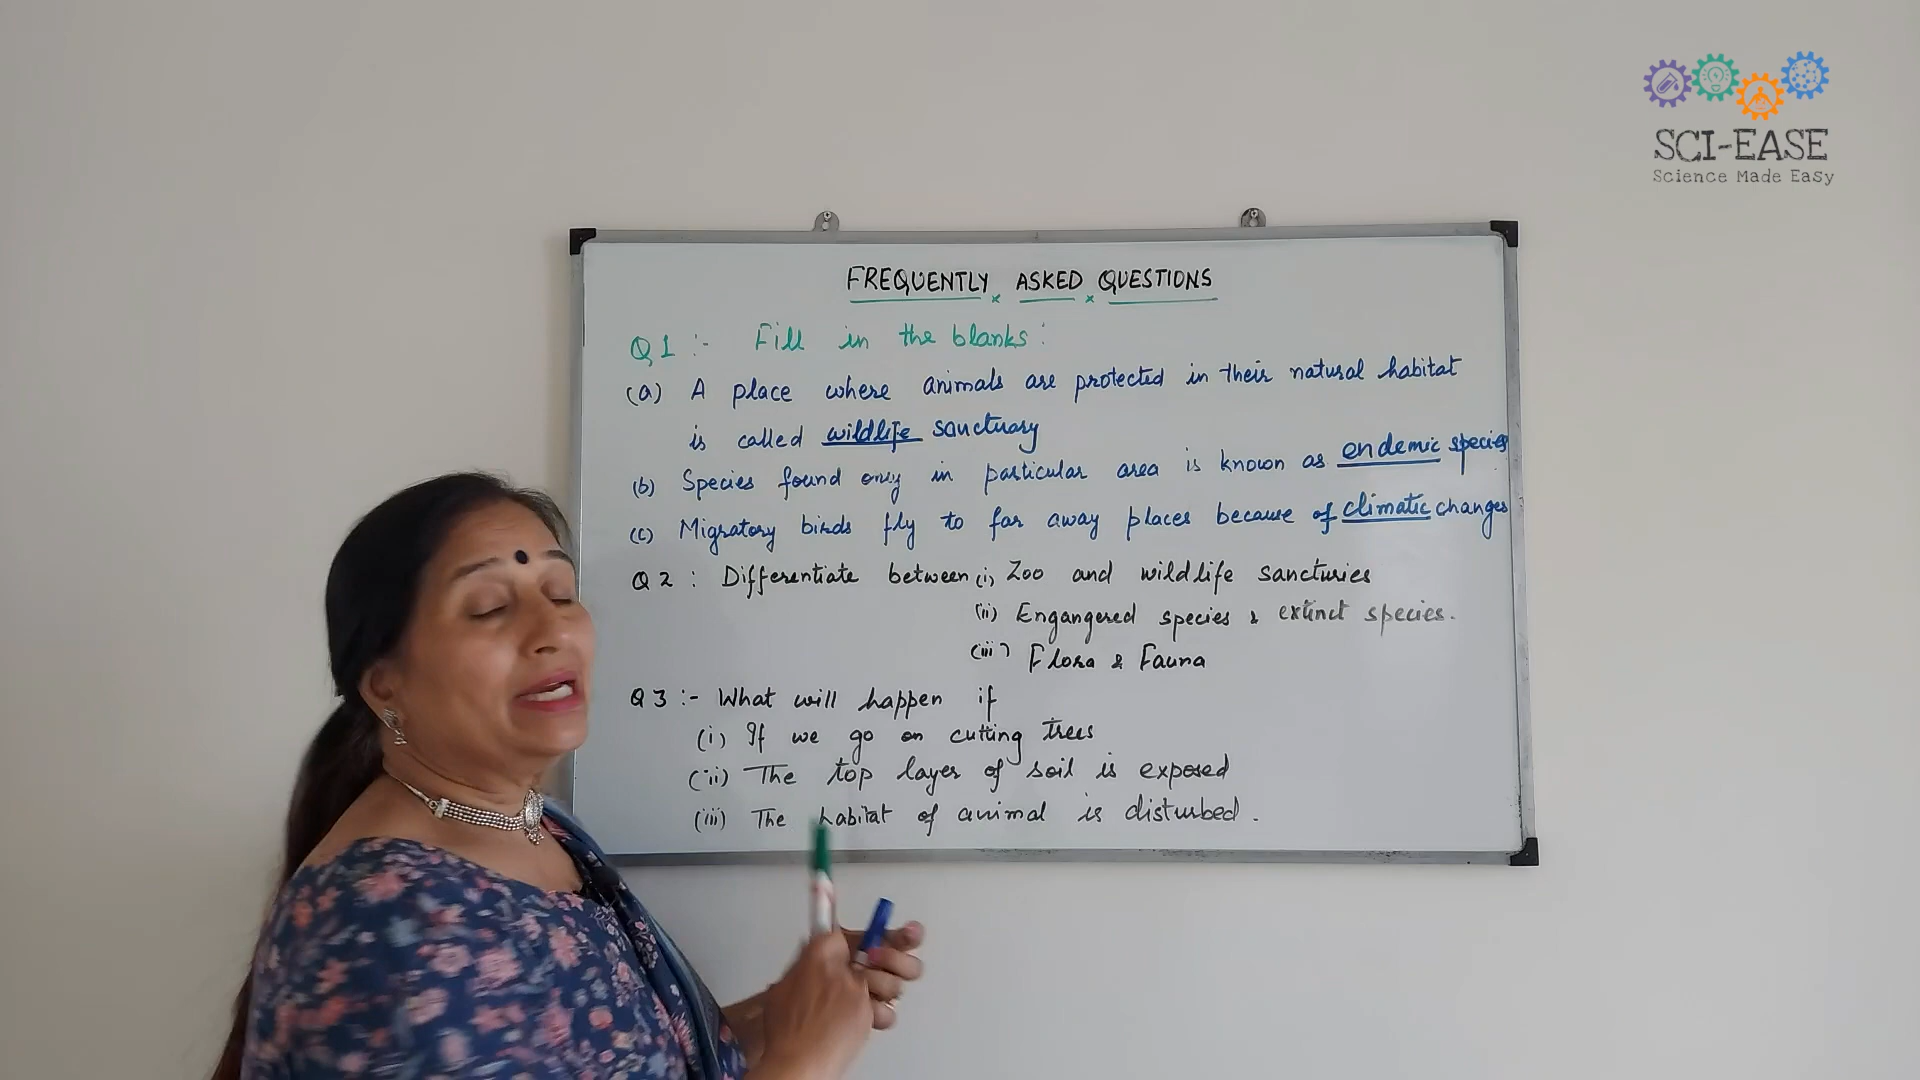 SCI-EASE
Science Made Easy
FREQUENTLY ASKED QUESTIONS
Q1 :- Fill in the blanks:
(a) A place where animals are protected in their natural habitat
is called wildlife sanctuary
(b) Species found only in particular area is known as endemic species
(c) Migratory birds fly to far away places because of climatic changes
Q 2 : Differentiate between (i) Zoo and wildlife sancturies
(ii) Engangered species & extinct species.
(iii) Flora & Fauna
Q 3 :- What will happen if
(i) If we go on cutting trees
(ii) The top layer of soil is exposed
(iii) The habitat of animal is disturbed.